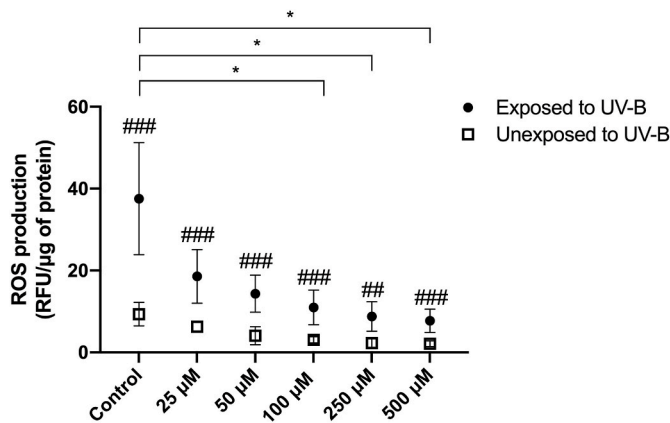 *
*
*
60
40
20
0
ROS production
(RFU/µg of protein)
###
###
###
###
##
###
Control
25 µM
50 µM
100 µM
250 µM
500 µM
Exposed to UV-B
Unexposed to UV-B